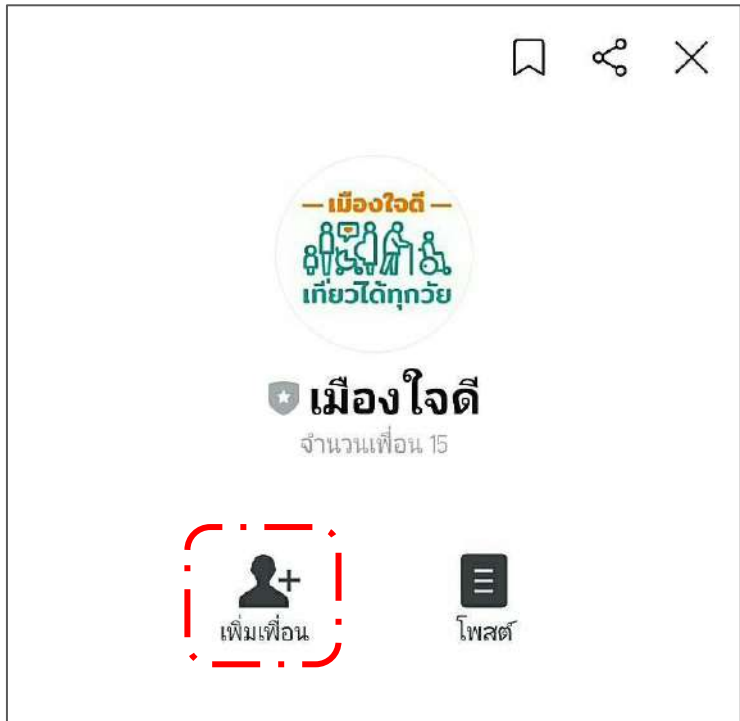 — เมืองใจดี —
เที่ยวได้ทุกวัย
เมืองใจดี
จำนวนเพื่อน 15
เพิ่มเพื่อน
โพสต์